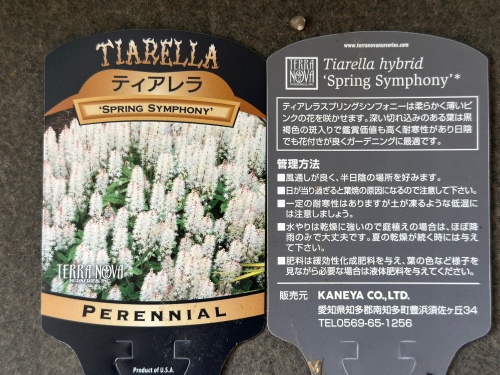 TIARELLA
ティアレラ
'SPRING SYMPHONY'
TERRA NOVA
NURSERIES, INC.
PERENNIAL
Product of U.S.A.
www.terranovanurseries.com
TERRA
NOVA
Tiarella hybrid
'Spring Symphony'*
ティアレラスプリングシンフォニーは柔らかく薄いピ
ンクの花を咲かせます。深い切れ込みのある葉は黒
褐色の斑入りで鑑賞価値も高く耐寒性があり日陰
でも花付きが良くガーデニングに最適です。
管理方法
■風通しが良く、半日陰の場所を好みます。
■日が当り過ぎると葉焼の原因になるので注意して下さい。
■一定の耐寒性はありますが土が凍るような低温に
は注意しましょう。
■水やりは乾燥に強いので庭植えの場合は、ほぼ降
雨のみで大丈夫です。夏の乾燥が続く時には与え
て下さい。
■肥料は緩効性化成肥料を与え、葉の色など様子を
見ながら必要な場合は液体肥料を与えてください。
販売元 KANEYA CO.,LTD.
愛知県知多郡南知多町豊浜須佐ヶ丘34
TEL0569-65-1256